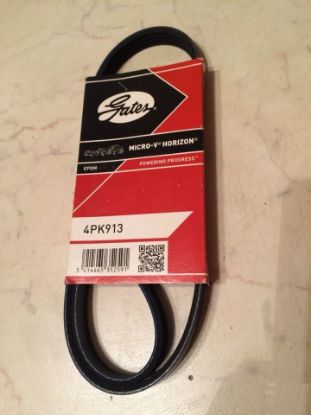 Gates
MICRO-V® HORIZON®
EPDM
POWERING PROGRESS™
4PK913